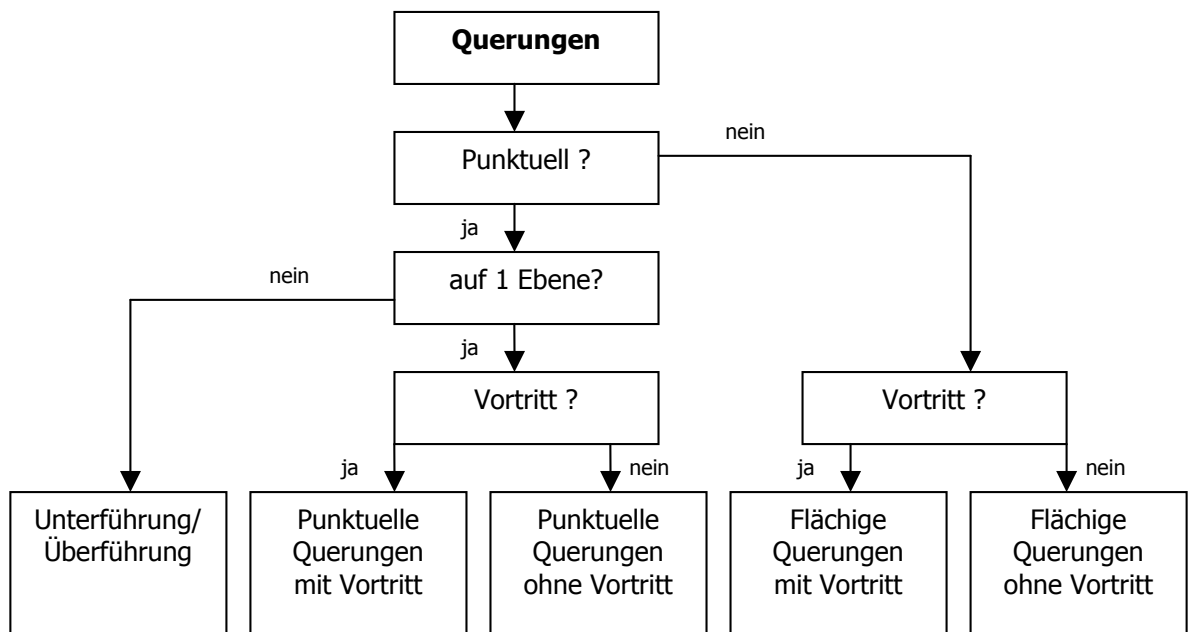 Querungen
nein
Punktuell ?
ja
nein
auf 1 Ebene?
ja
Vortritt ?
Vortritt ?
ja
nein
ja
nein
Unterführung/
Überführung
Punktuelle
Querungen
mit Vortritt
Punktuelle
Querungen
ohne Vortritt
Flächige
Querungen
mit Vortritt
Flächige
Querungen
ohne Vortritt